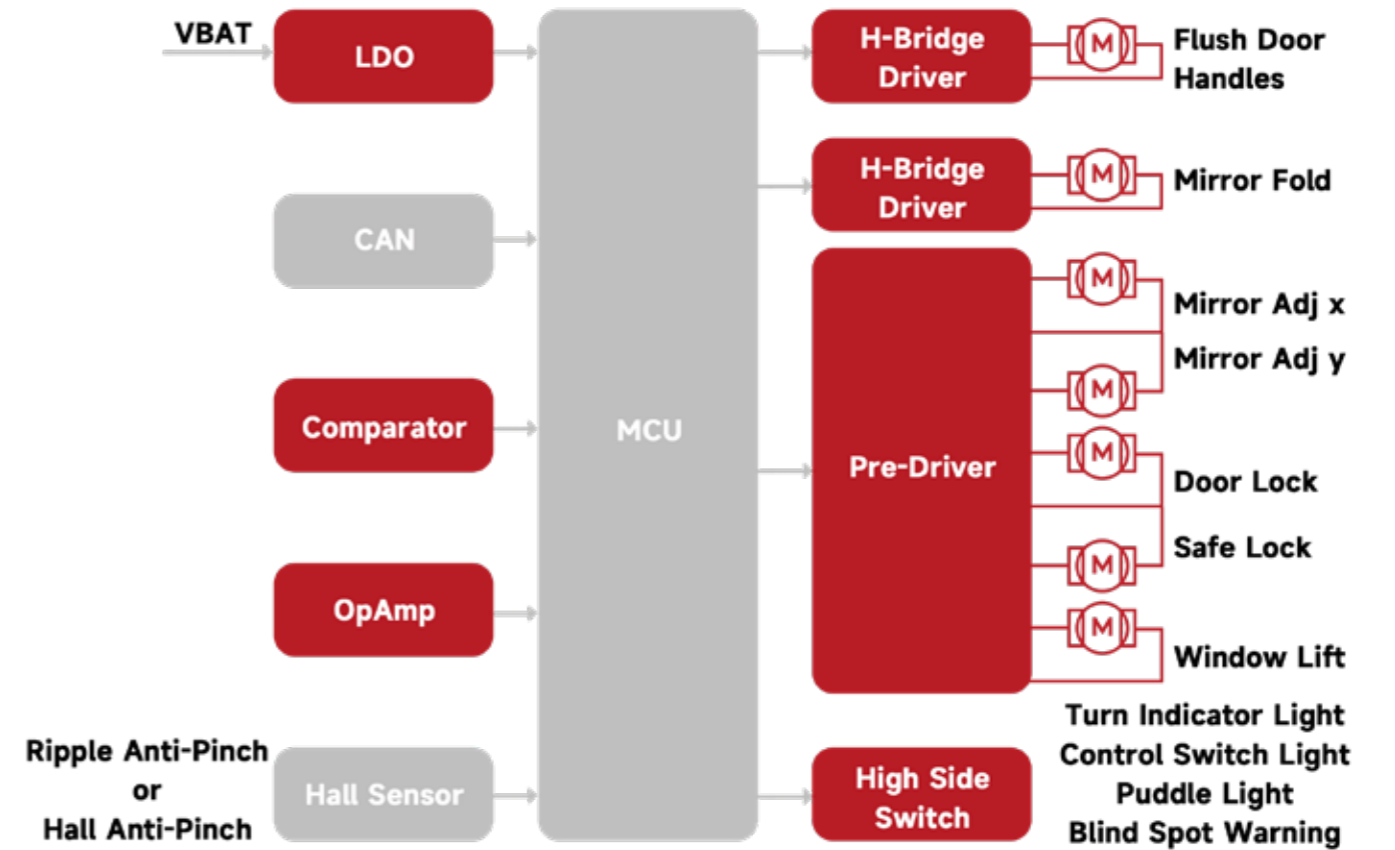 VBAT
LDO
CAN
Comparator
OpAmp
Ripple Anti-Pinch
or
Hall Anti-Pinch
Hall Sensor
MCU
H-Bridge
Driver
M
Flush Door
Handles
H-Bridge
Driver
M
Mirror Fold
Pre-Driver
M
Mirror Adj x
Mirror Adj y
M
M
Door Lock
Safe Lock
M
M
Window Lift
High Side
Switch
Turn Indicator Light
Control Switch Light
Puddle Light
Blind Spot Warning